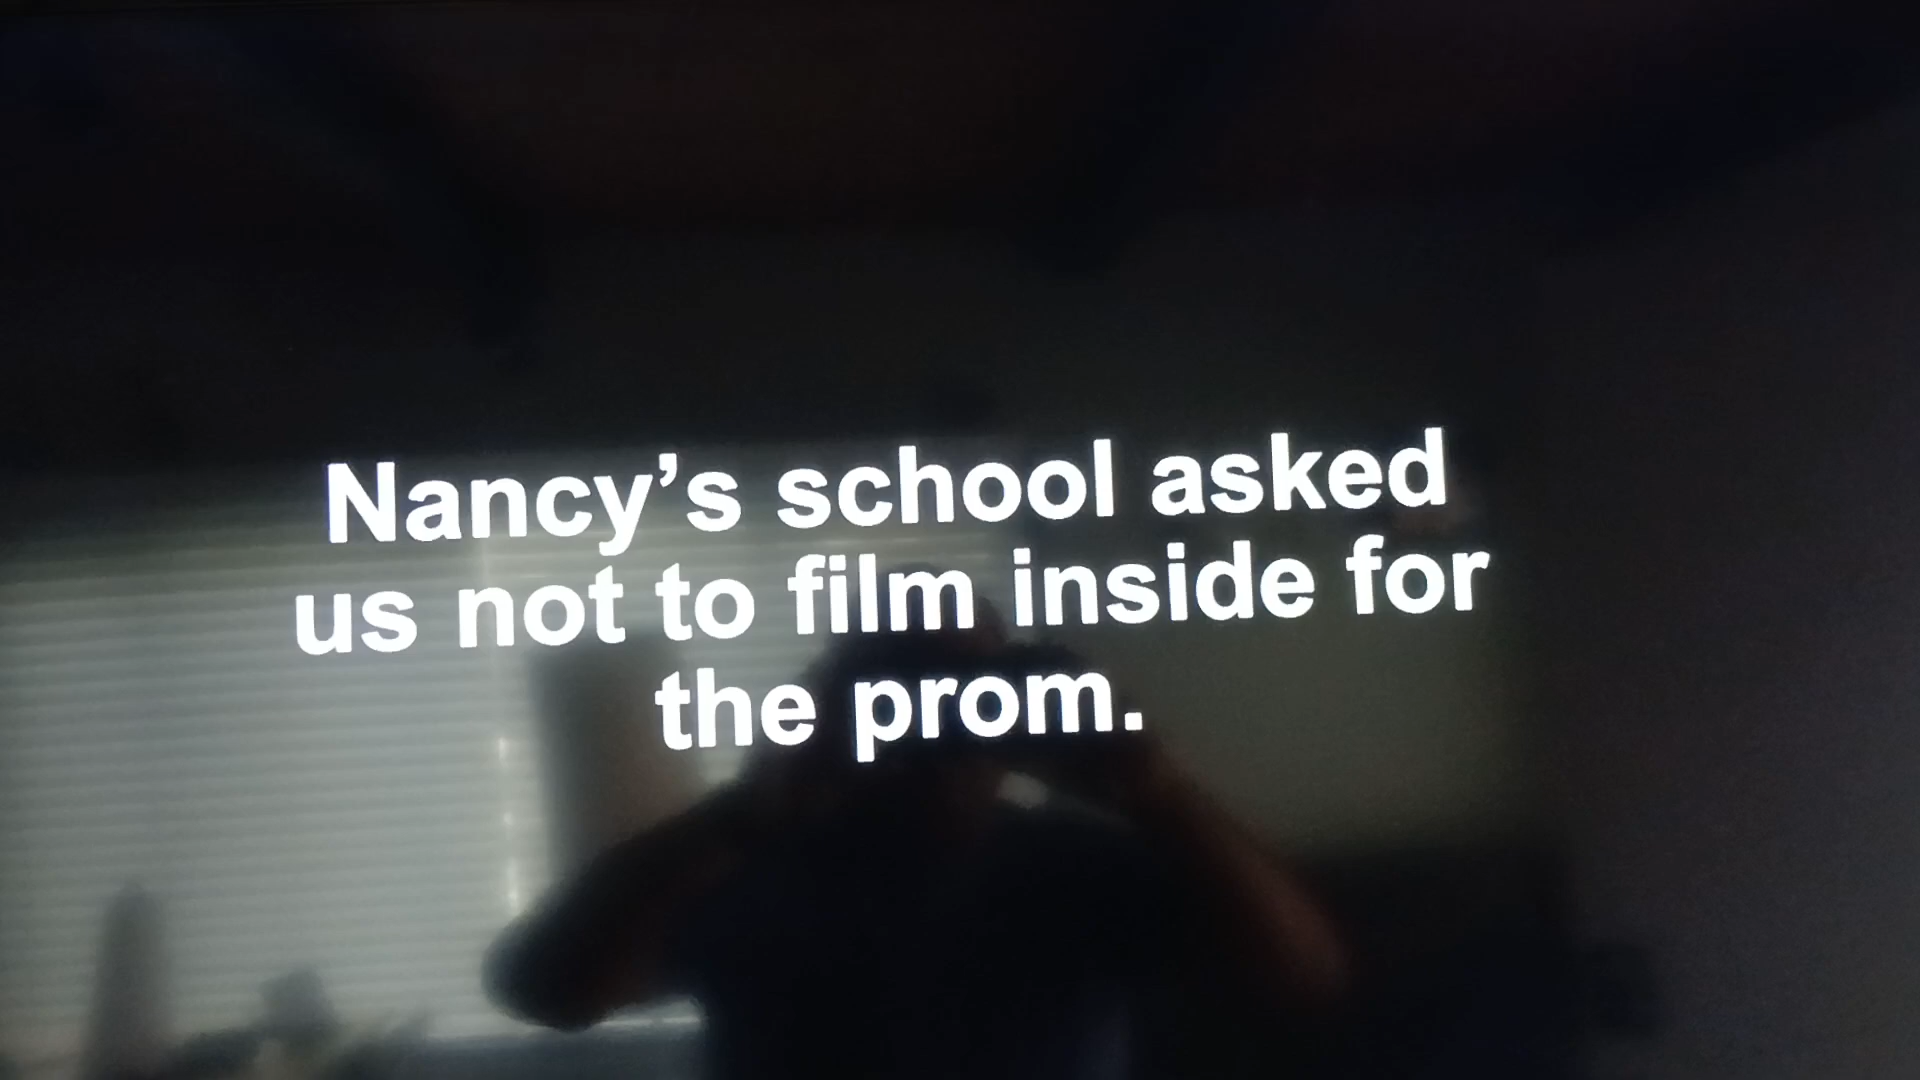 Nancy’s school asked
us not to film inside for
the prom.